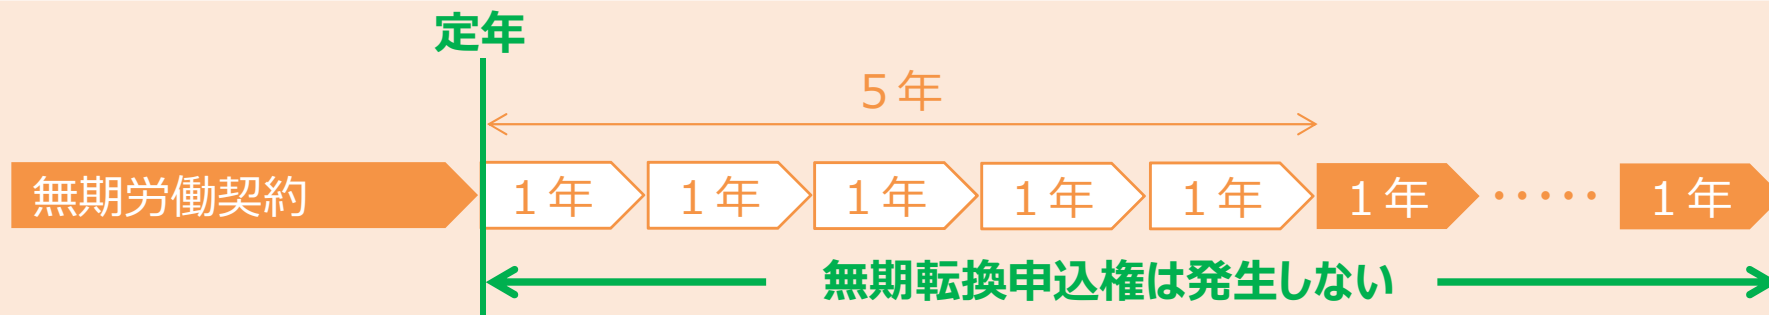 定年
５年
無期労働契約
１年
１年
１年
１年
１年
１年
・・・・・
１年
無期転換申込権は発生しない